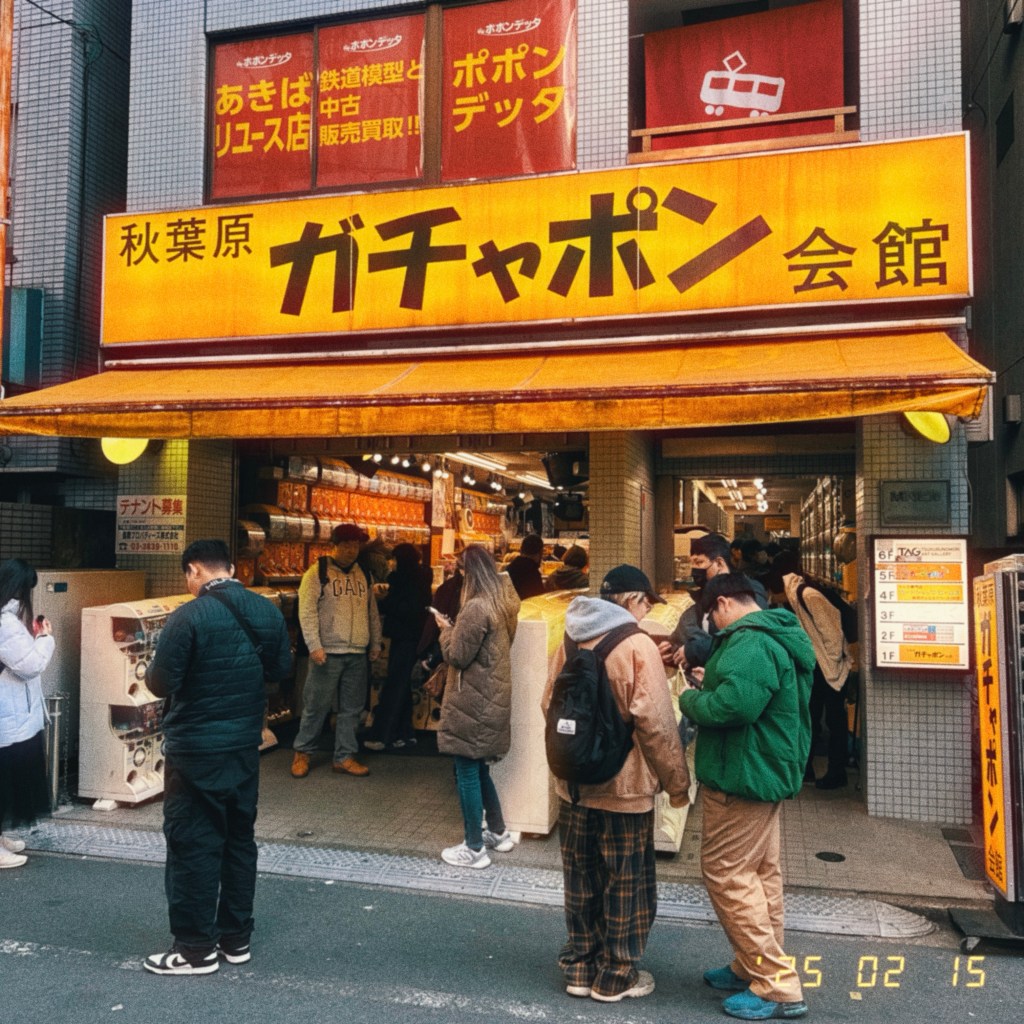 ポポンデッタ
あきば
リユース店
ポポンデッタ
鉄道模型と
中古
販売買取!!
ポポンデッタ
ポポン
デッタ
秋葉原 ガチャポン会館
テナント募集
GAP
6F TAG
5F
4F
3F
2F
1F ガチャポン
秋葉原
ガチャポン
会館
'25 02 15